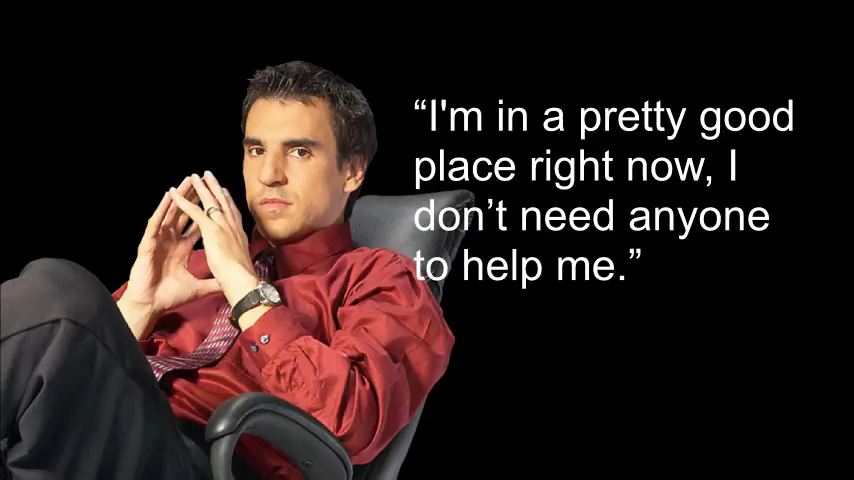 “I'm in a pretty good
place right now, I
don’t need anyone
to help me.”